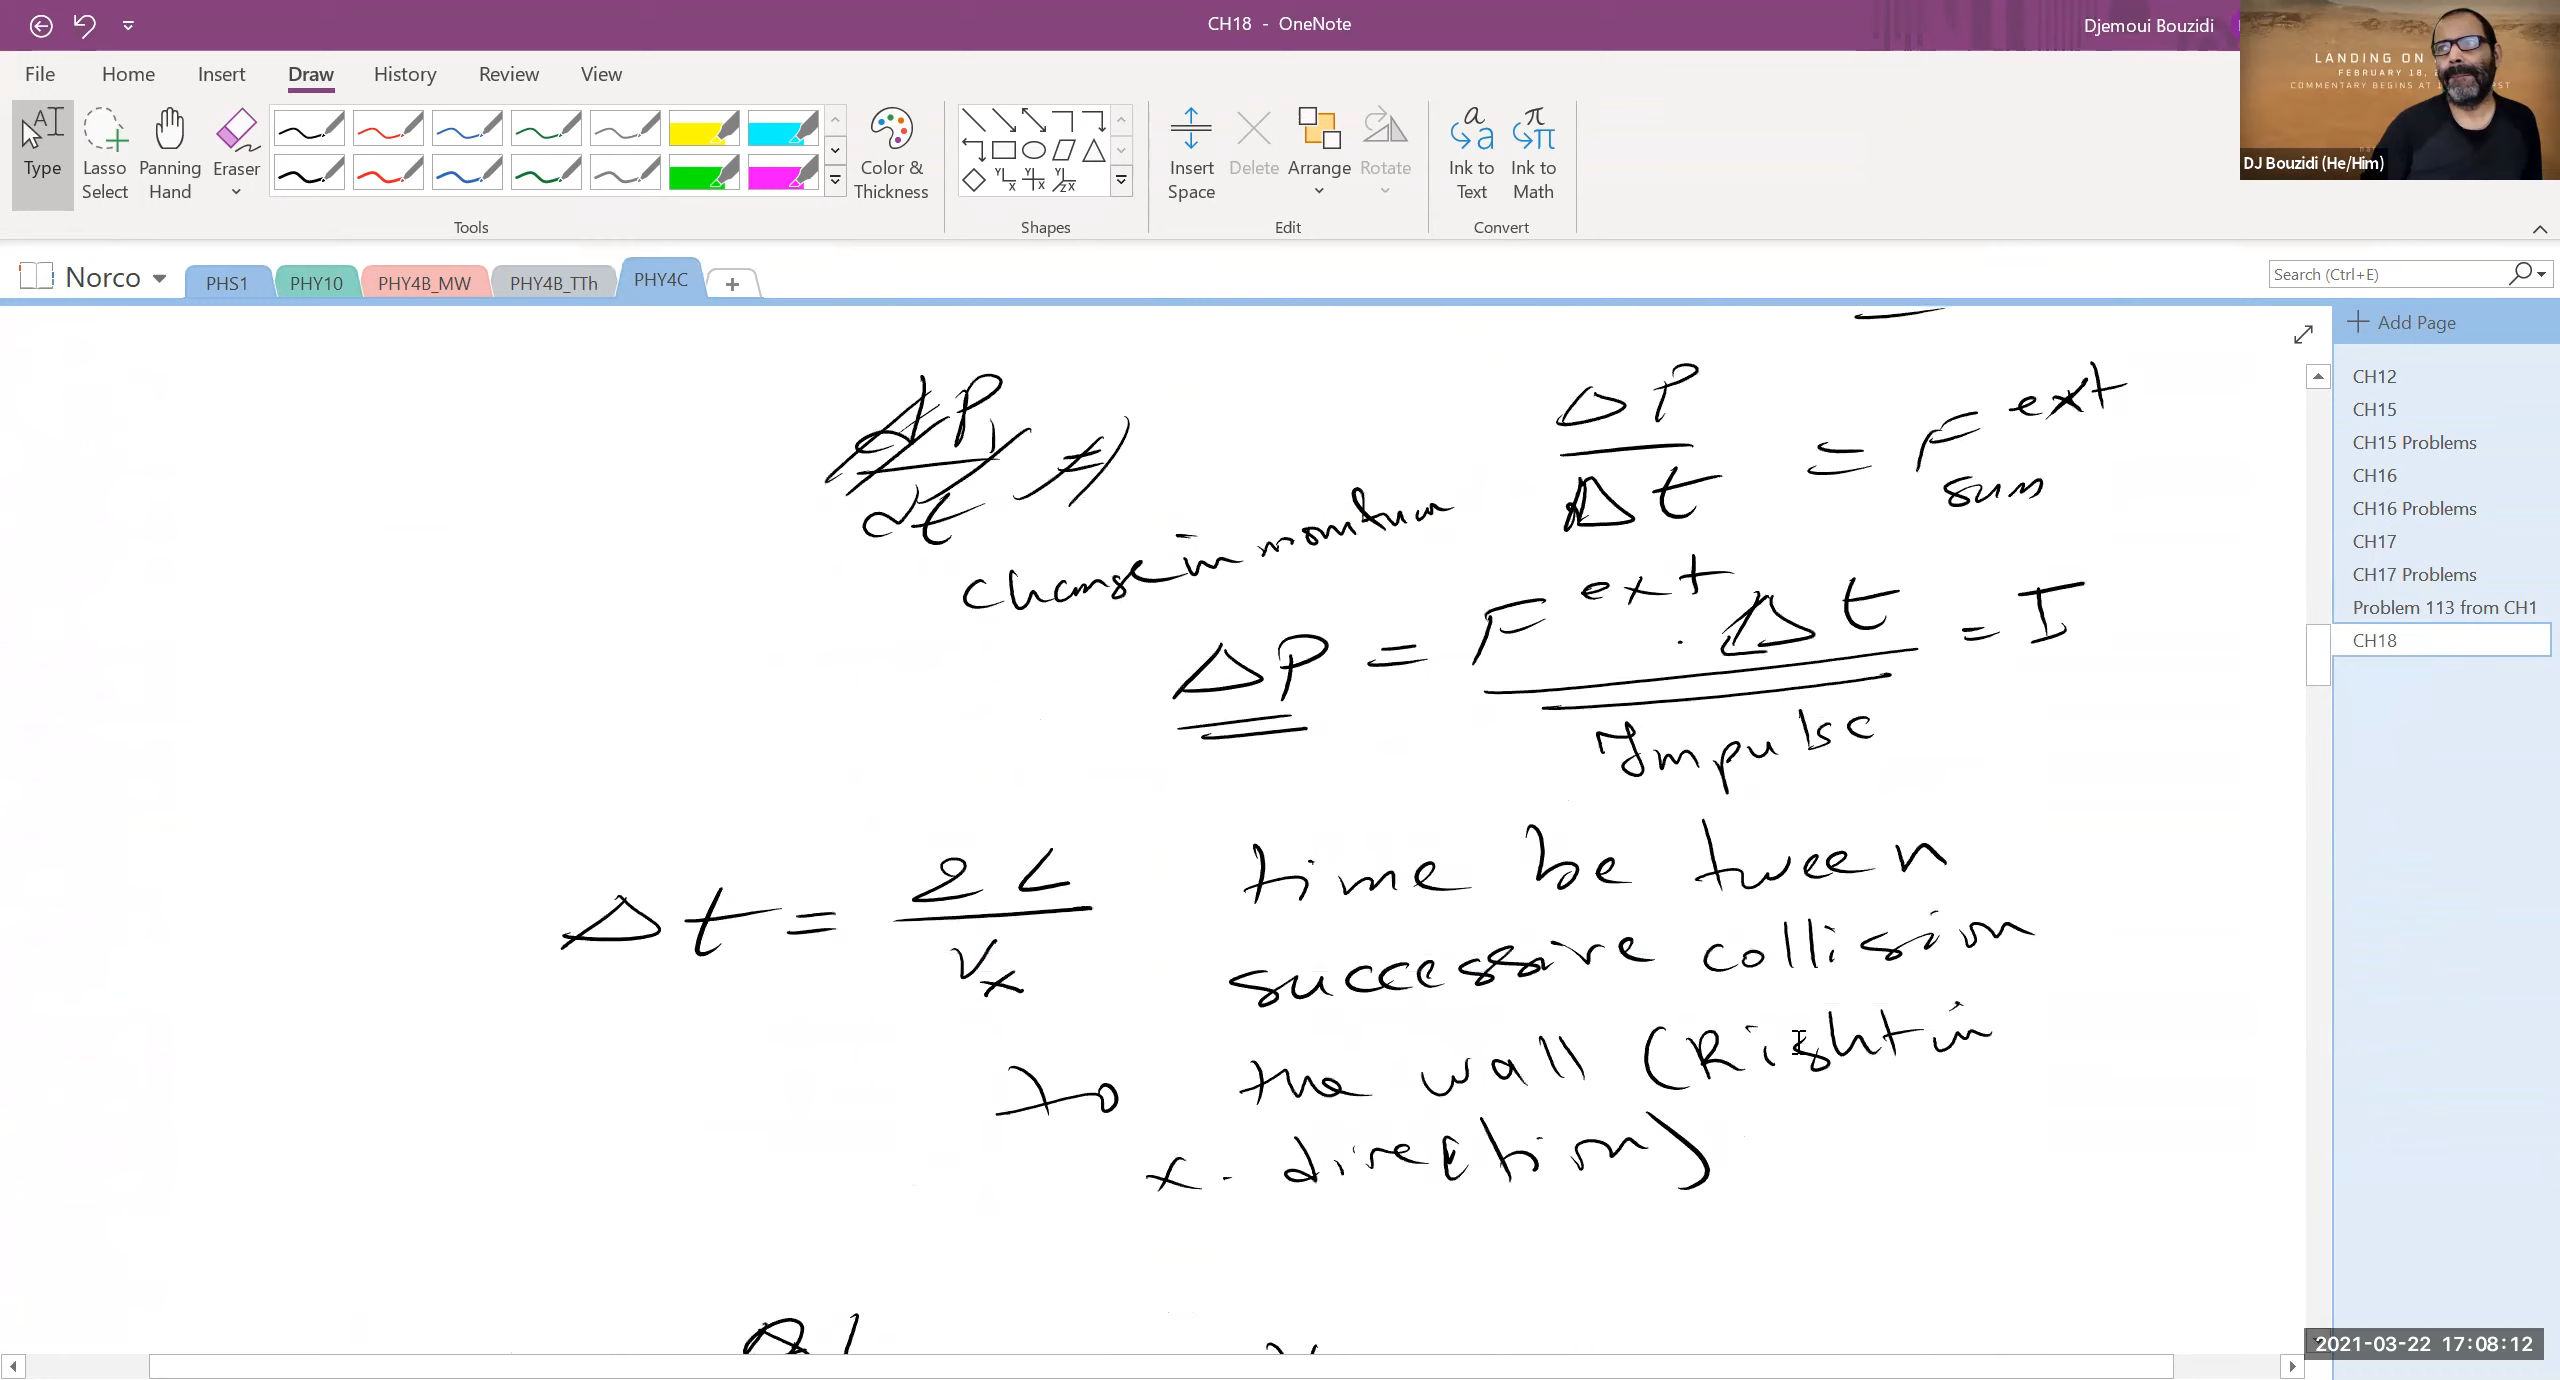 CH18 - OneNote
Djemoui Bouzidi
LANDING ON
FEBRUARY 18, 2
COMMENTARY BEGINS AT 1
DJ Bouzidi (He/Him)
File Home Insert Draw History Review View
Type
Lasso Select
Panning Hand
Eraser
Color & Thickness
Insert Space
Delete
Arrange
Rotate
Ink to Text
Ink to Math
Tools
Shapes
Edit
Convert
Norco
PHS1
PHY10
PHY4B_MW
PHY4B_TTh
PHY4C
Search (Ctrl+E)
Add Page
CH12
CH15
CH15 Problems
CH16
CH16 Problems
CH17
CH17 Problems
Problem 113 from CH1
CH18
ΔP / Δt = F ext
sum
change in momentum
ΔP = F ext . Δt = I
Impulse
Δt = 2L / Vx time between
successive collision
to the wall (Right in
x-direction)
2021-03-22 17:08:12